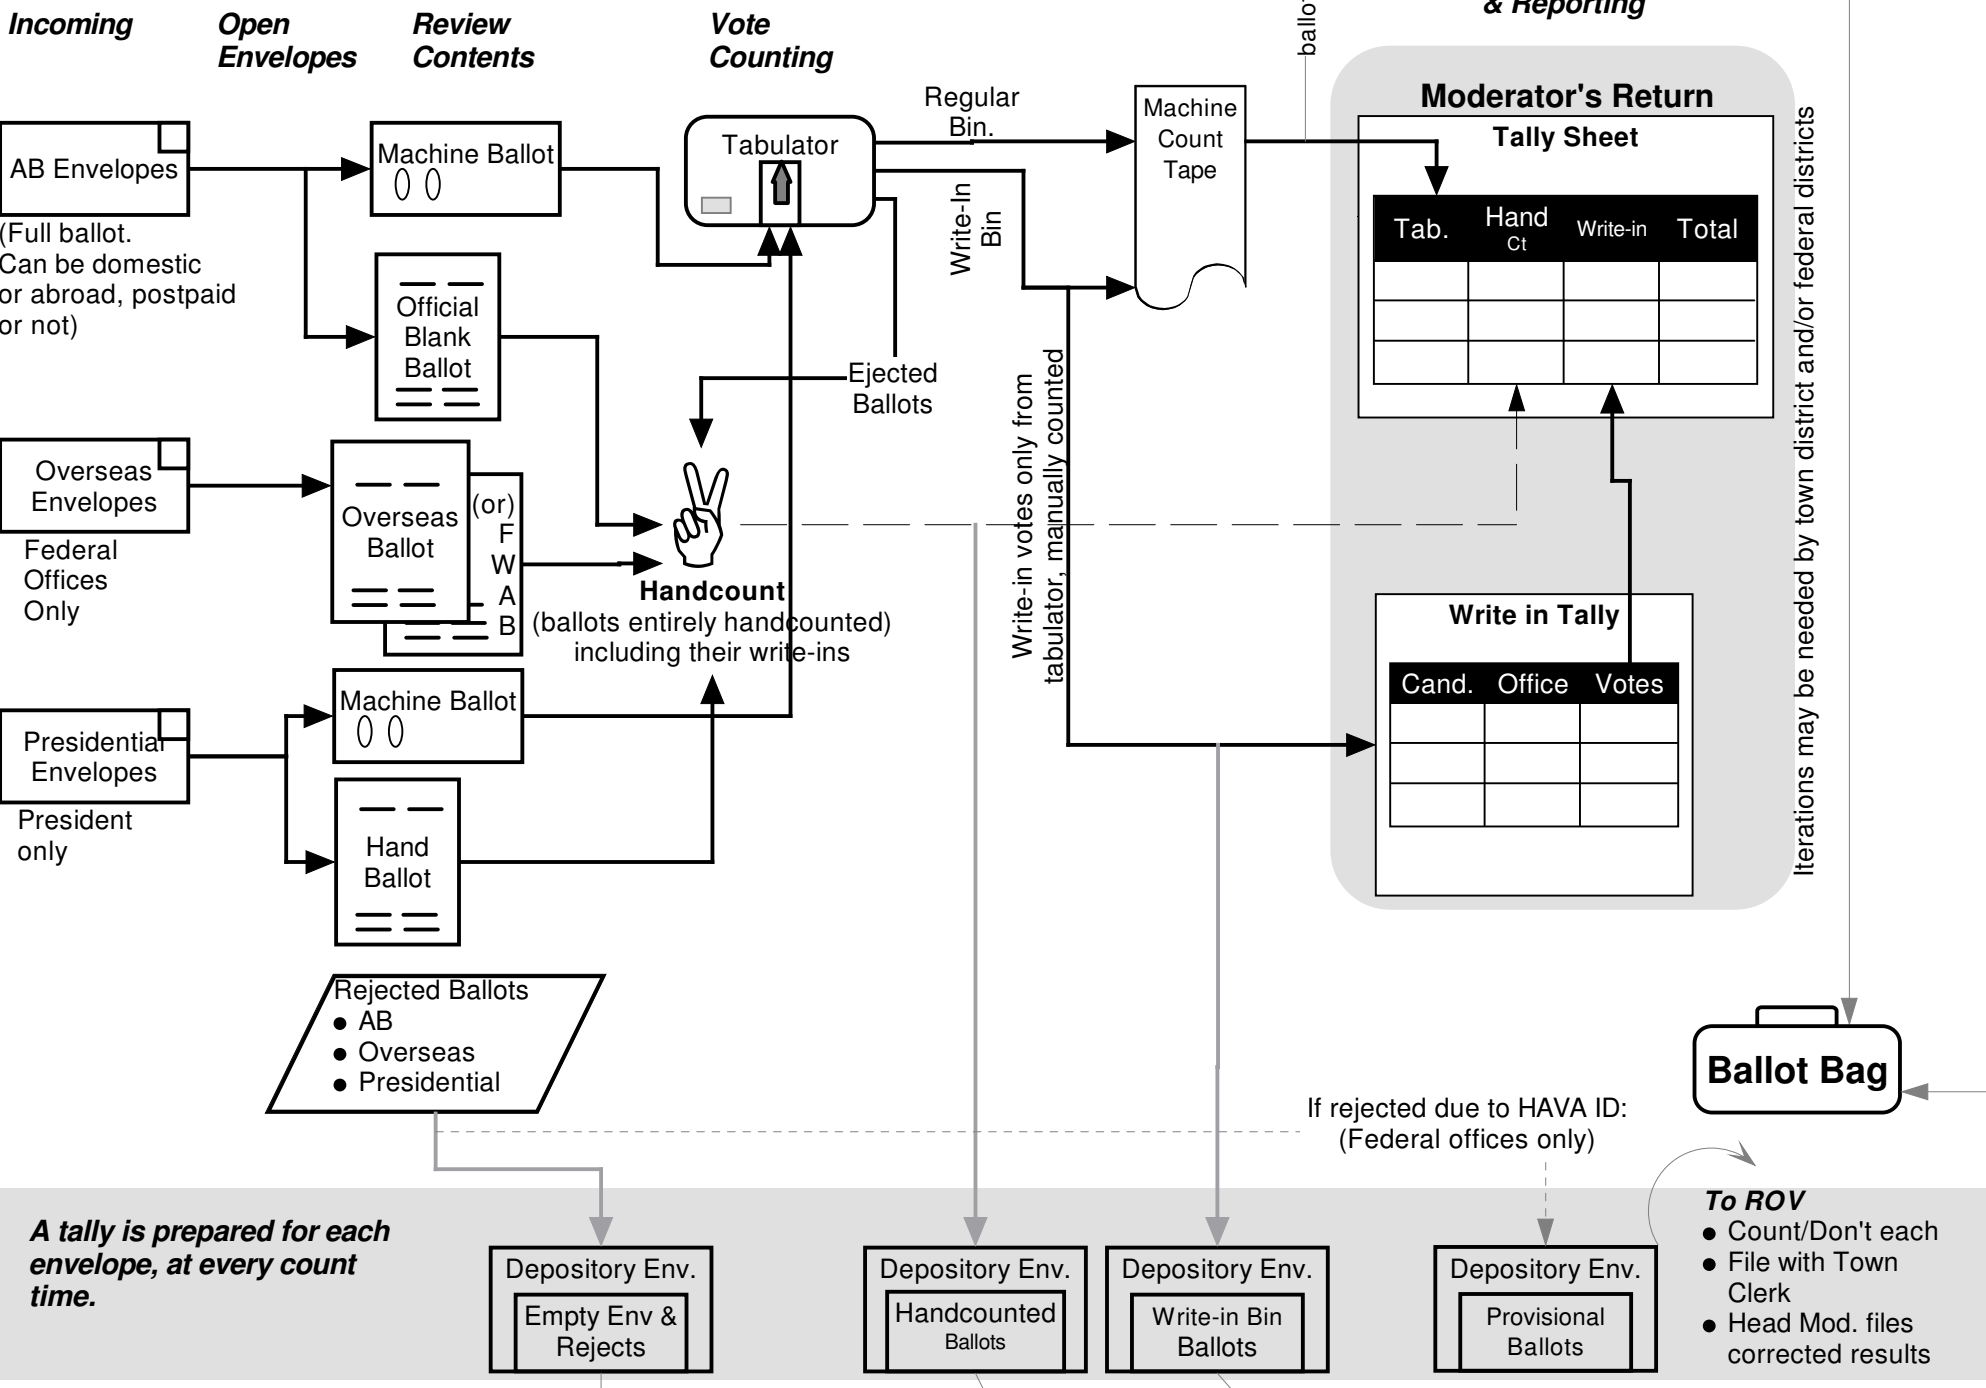 Incoming
Open
Envelopes
Review
Contents
Vote
Counting
& Reporting
ballo
AB Envelopes
(Full ballot.
Can be domestic
or abroad, postpaid
or not)
Machine Ballot
Official
Blank
Ballot
Tabulator
Regular
Bin.
Write-In
Bin
Machine
Count
Tape
Ejected
Ballots
Moderator's Return
Tally Sheet
Tab.
Hand
Ct
Write-in
Total
Iterations may be needed by town district and/or federal districts
Overseas
Envelopes
Federal
Offices
Only
Overseas
Ballot
(or)
F
W
A
B
Handcount
(ballots entirely handcounted)
including their write-ins
Write-in votes only from
tabulator, manually counted
Write in Tally
Cand.
Office
Votes
Presidential
Envelopes
President
only
Machine Ballot
Hand
Ballot
Rejected Ballots
● AB
● Overseas
● Presidential
Ballot Bag
If rejected due to HAVA ID:
(Federal offices only)
A tally is prepared for each
envelope, at every count
time.
Depository Env.
Empty Env &
Rejects
Depository Env.
Handcounted
Ballots
Depository Env.
Write-in Bin
Ballots
Depository Env.
Provisional
Ballots
To ROV
● Count/Don't each
● File with Town
Clerk
● Head Mod. files
corrected results